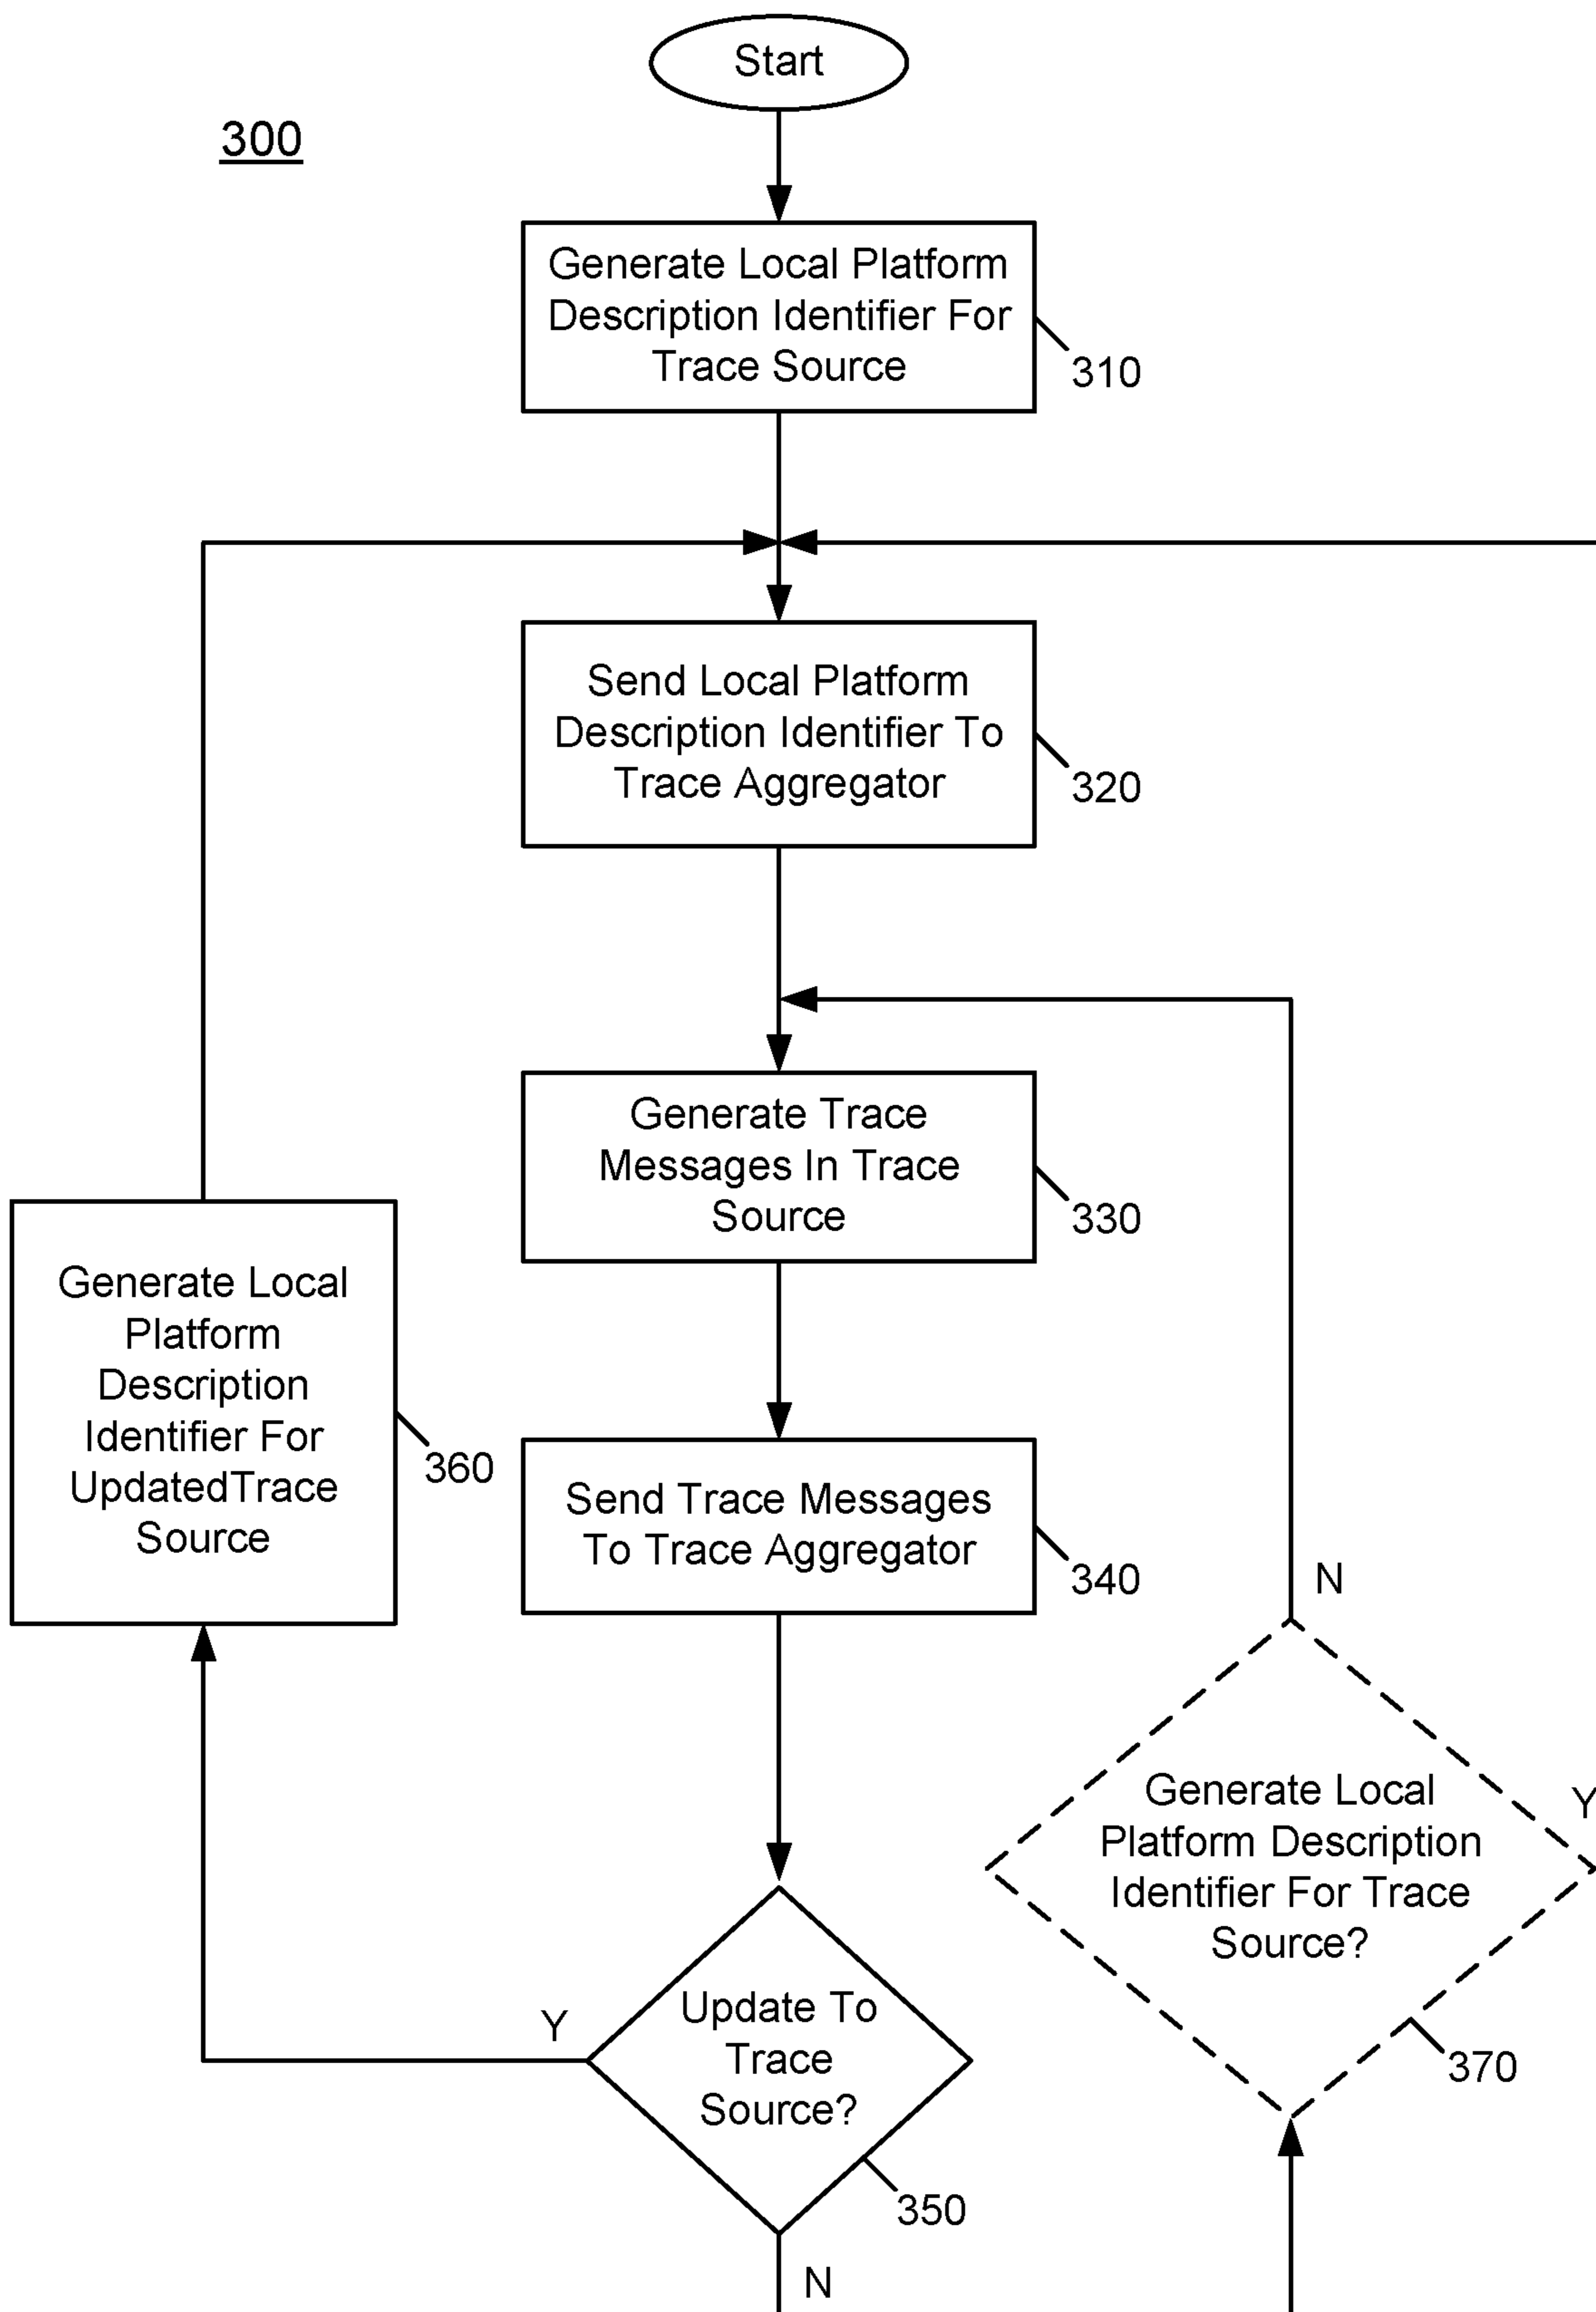 Start
300
Generate Local Platform
Description Identifier For
Trace Source
310
Send Local Platform
Description Identifier To
Trace Aggregator
320
Generate Trace
Messages In Trace
Source
330
Generate Local
Platform
Description
Identifier For
UpdatedTrace
Source
360
Send Trace Messages
To Trace Aggregator
340
N
Generate Local
Platform Description
Identifier For Trace
Source?
Y
370
Y
Update To
Trace
Source?
350
N